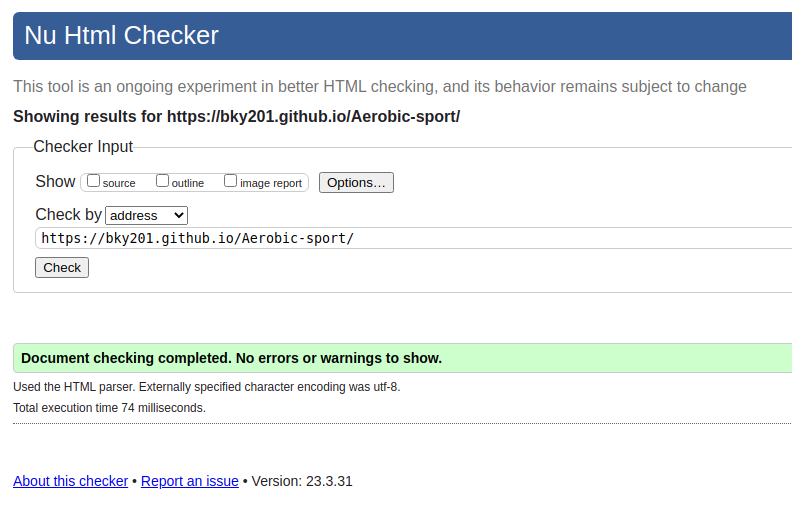 Nu Html Checker
This tool is an ongoing experiment in better HTML checking, and its behavior remains subject to change
Showing results for https://bky201.github.io/Aerobic-sport/
Checker Input
Show source outline image report Options...
Check by address
https://bky201.github.io/Aerobic-sport/
Check
Document checking completed. No errors or warnings to show.
Used the HTML parser. Externally specified character encoding was utf-8.
Total execution time 74 milliseconds.
About this checker • Report an issue • Version: 23.3.31